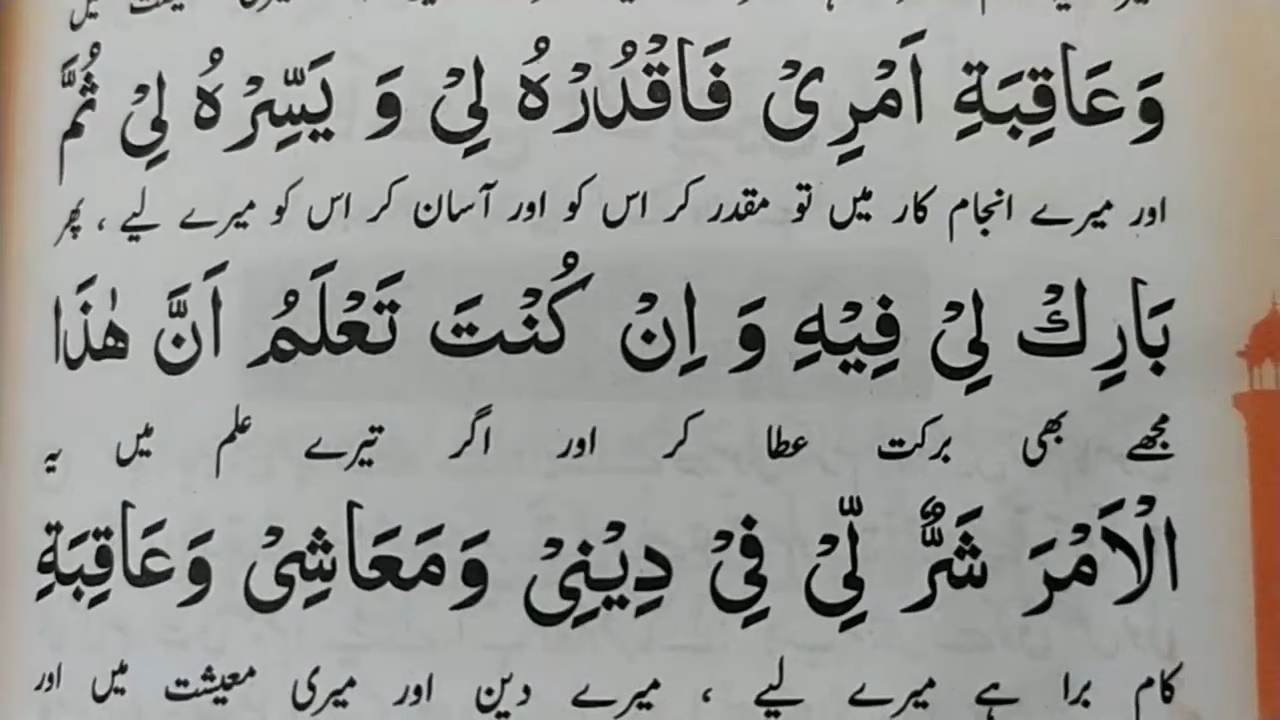 وَعَاقِبَةِ اَمْرِیْ فَاقْدُرْهُ لِیْ وَ یَسِّرْهُ لِیْ ثُمَّ
اور میرے انجام کار میں تو مقدر کر اس کو اور آسان کر اس کو میرے لیے ، پھر
بَارِكْ لِیْ فِیْهِ وَ اِنْ كُنْتَ تَعْلَمُ اَنَّ هٰذَا
مجھے بھی برکت عطا کر اور اگر تیرے علم میں یہ
الْاَمْرَ شَرٌّ لِّیْ فِیْ دِیْنِیْ وَمَعَاشِیْ وَعَاقِبَةِ
کام برا ہے میرے لیے ، میرے دین اور میری معیشت میں اور